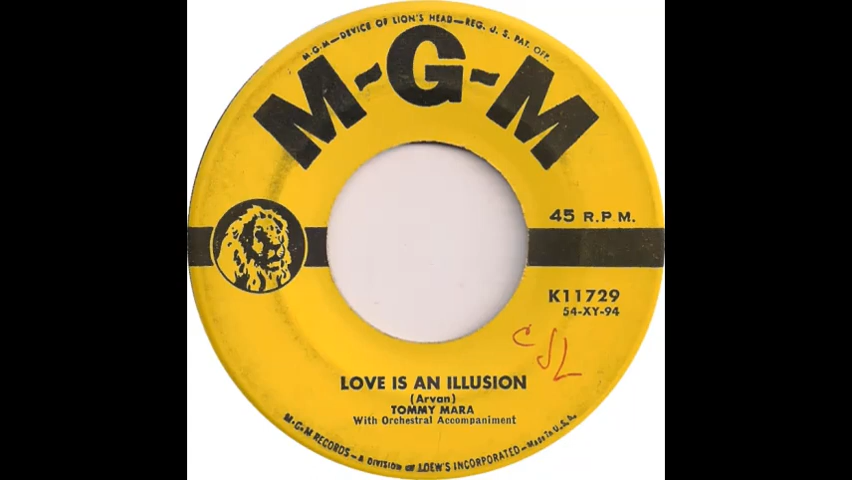 M-G-M—DEVICE OF LION'S HEAD—REG. U. S. PAT. OFF.
M-G-M
45 R.P.M.
K11729
54-XY-94
CJL
LOVE IS AN ILLUSION
(Arvan)
TOMMY MARA
With Orchestral Accompaniment
M-G-M RECORDS—A DIVISION OF LOEW'S INCORPORATED—Made in U.S.A.